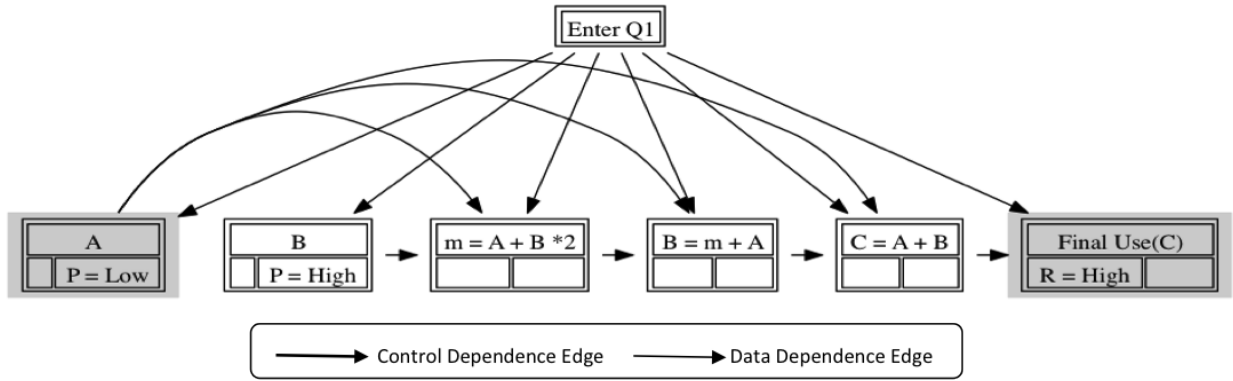 Enter Q1
A
P = Low
B
P = High
m = A + B *2
B = m + A
C = A + B
Final Use(C)
R = High
Control Dependence Edge
Data Dependence Edge